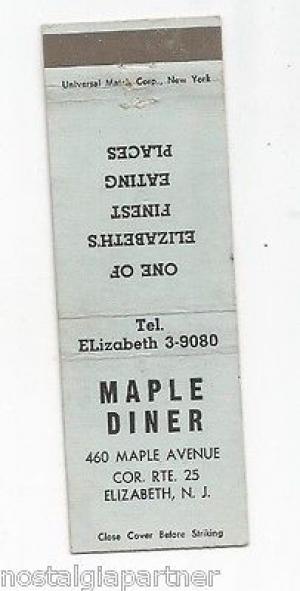 Universal Match Corp., New York
ONE OF
ELIZABETH'S
FINEST
EATING
PLACES
Tel.
ELizabeth 3-9080
MAPLE
DINER
460 MAPLE AVENUE
COR. RTE. 25
ELIZABETH, N. J.
Close Cover Before Striking
nostalgiapartner